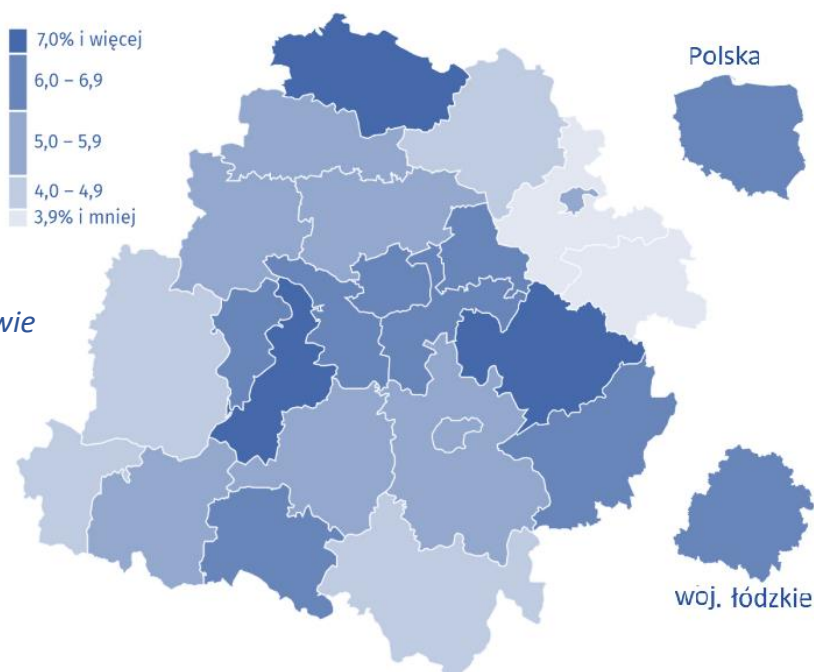 7,0% i więcej
6,0 – 6,9
5,0 – 5,9
4,0 – 4,9
3,9% i mniej
Polska
woj. łódzkie